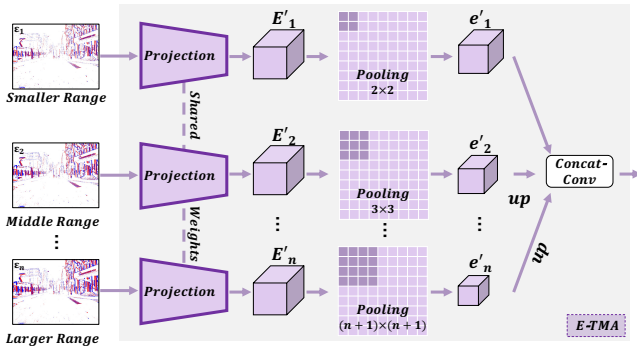 ε1
Smaller Range
Projection
E'1
Pooling
2×2
e'1
Shared
ε2
Middle Range
Projection
E'2
Pooling
3×3
e'2
up
Concat-
Conv
...
...
...
...
Weights
εn
Larger Range
Projection
E'n
Pooling
(n+1)×(n+1)
e'n
up
E-TMA